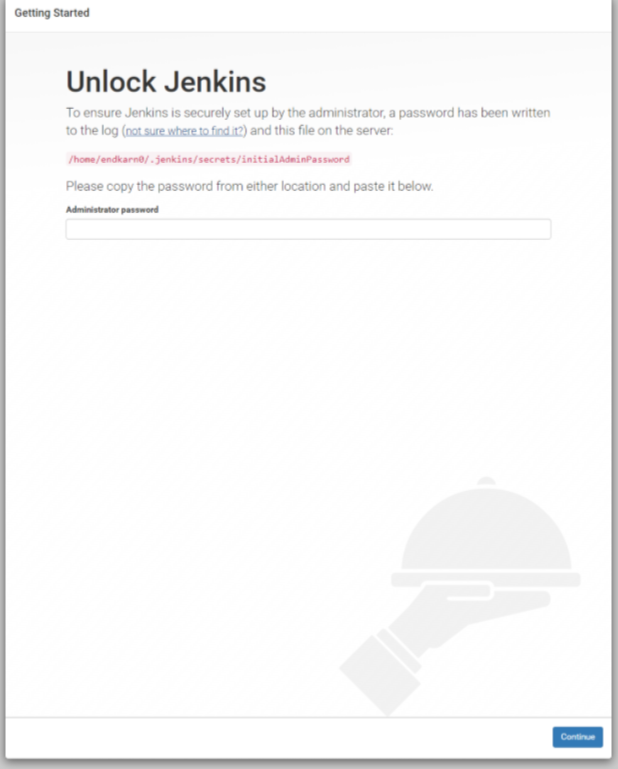 Getting Started
Unlock Jenkins
To ensure Jenkins is securely set up by the administrator, a password has been written
to the log (not sure where to find it?) and this file on the server:
/home/endkarn0/.jenkins/secrets/initialAdminPassword
Please copy the password from either location and paste it below.
Administrator password
Continue